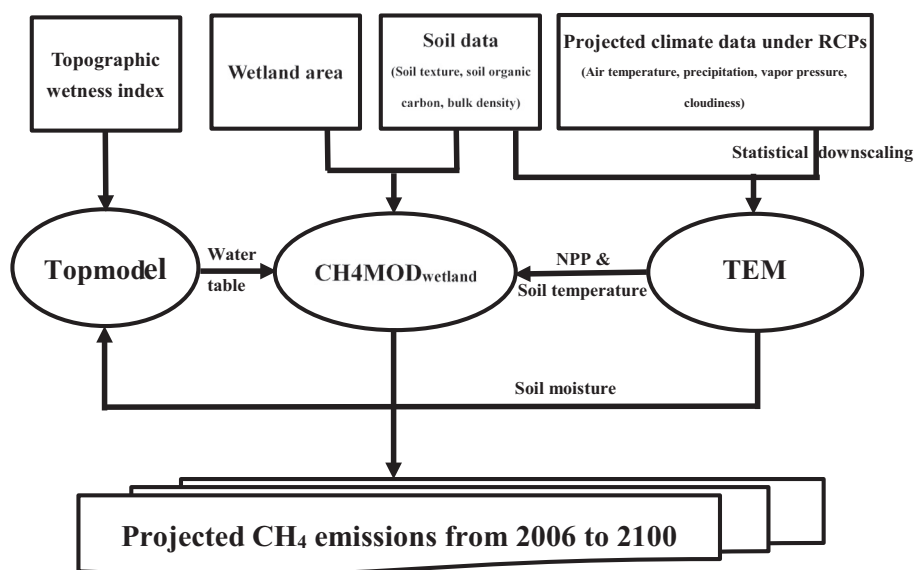 Topographic
wetness index
Wetland area
Soil data
(Soil texture, soil organic
carbon, bulk density)
Projected climate data under RCPs
(Air temperature, precipitation, vapor pressure,
cloudiness)
Statistical downscaling
Topmodel
Water
table
CH4MODwetland
NPP &
Soil temperature
TEM
Soil moisture
Projected CH₄ emissions from 2006 to 2100